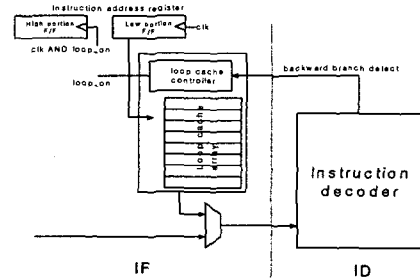 Instruction address register
High portion
F/F
Low portion
F/F
clk
clk AND loop_on
loop_on
loop cache
controller
backward branch detect
Loop cache
array
Instruction
decoder
IF
ID